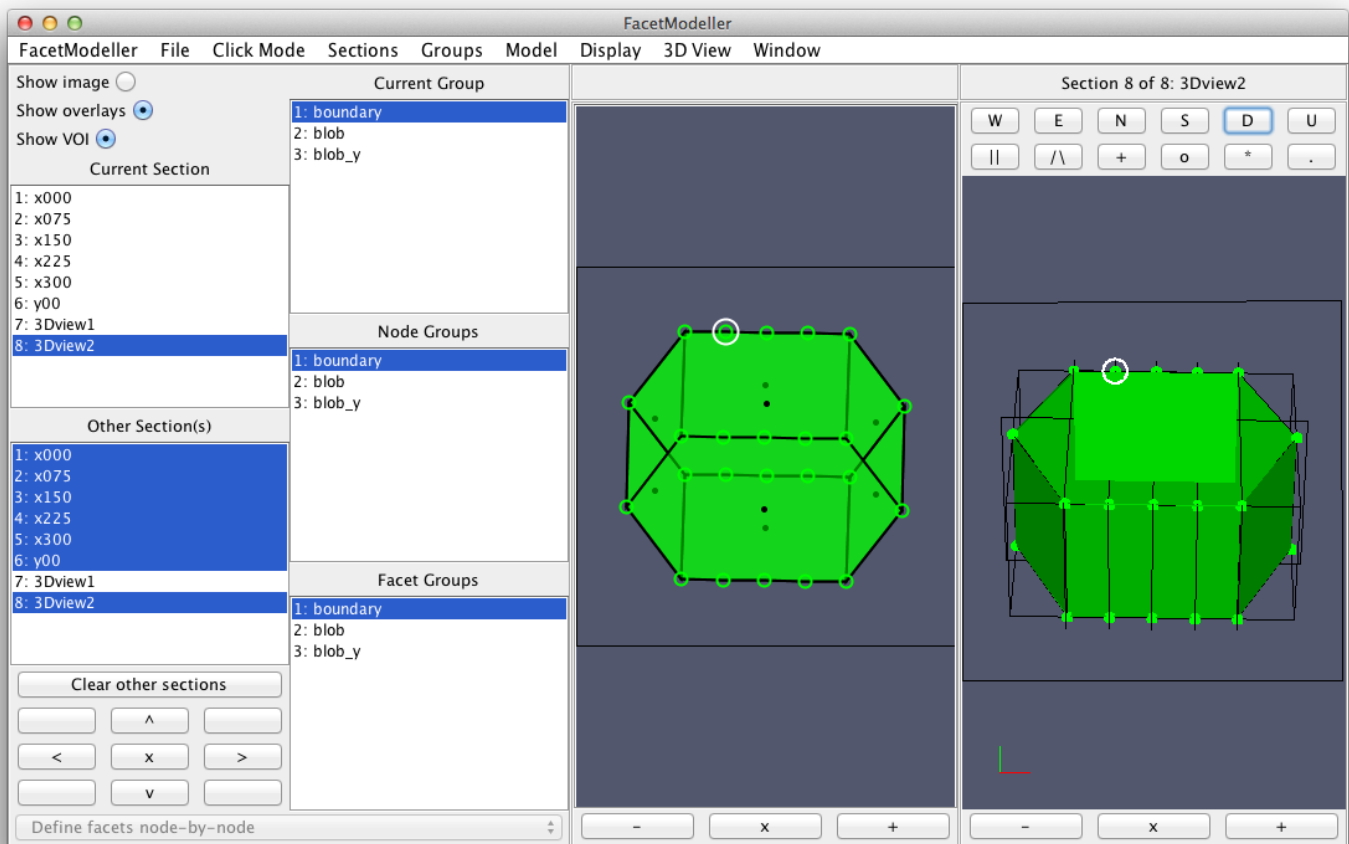 FacetModeller
FacetModeller File Click Mode Sections Groups Model Display 3D View Window
Show image
Show overlays
Show VOI
Current Section
1: x000
2: x075
3: x150
4: x225
5: x300
6: y00
7: 3Dview1
8: 3Dview2
Other Section(s)
1: x000
2: x075
3: x150
4: x225
5: x300
6: y00
7: 3Dview1
8: 3Dview2
Clear other sections
^
< x >
v
Define facets node-by-node
Current Group
1: boundary
2: blob
3: blob_y
Node Groups
1: boundary
2: blob
3: blob_y
Facet Groups
1: boundary
2: blob
3: blob_y
- x +
Section 8 of 8: 3Dview2
W E N S D U
|| /\ + o * .
- x +